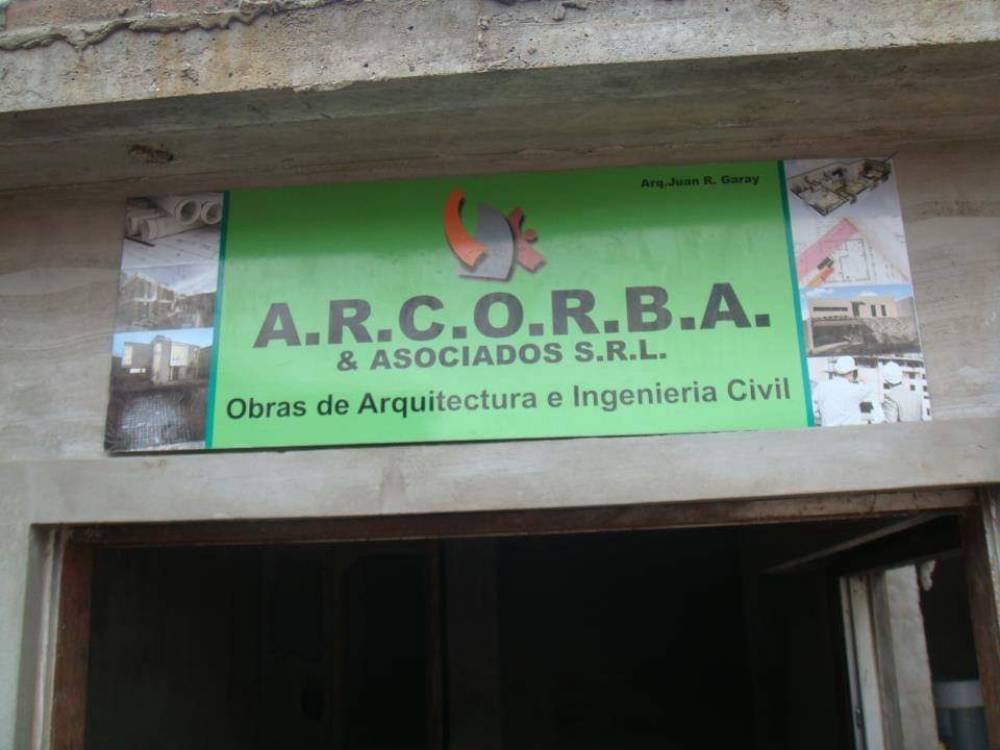 Arq.Juan R. Garay
A.R.C.O.R.B.A.
& ASOCIADOS S.R.L.
Obras de Arquitectura e Ingenieria Civil